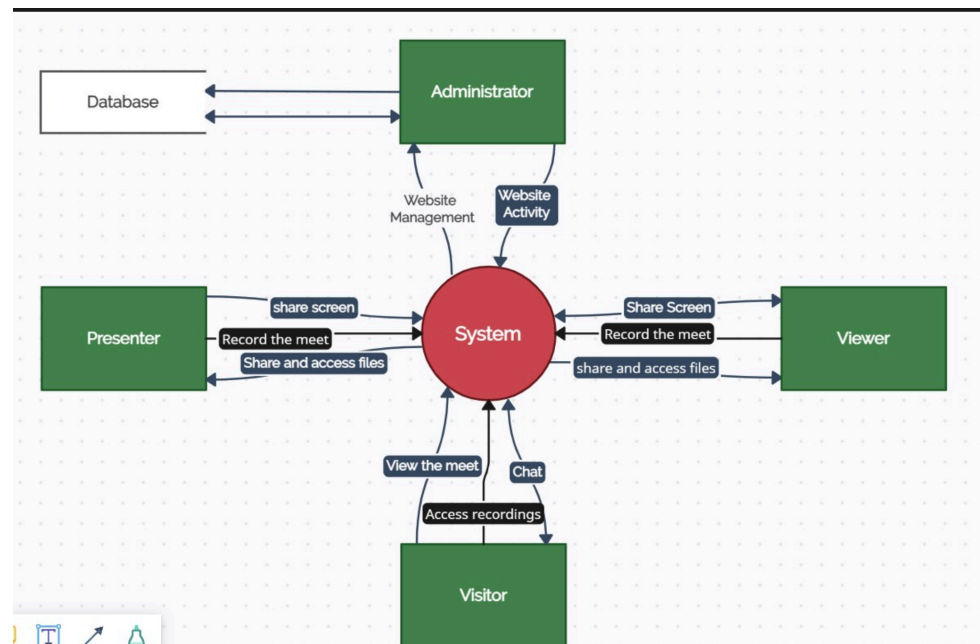 Administrator
Database
Website
Management
Website
Activity
share screen
Share Screen
Presenter
Record the meet
System
Record the meet
Viewer
Share and access files
share and access files
View the meet
Chat
Access recordings
Visitor
T